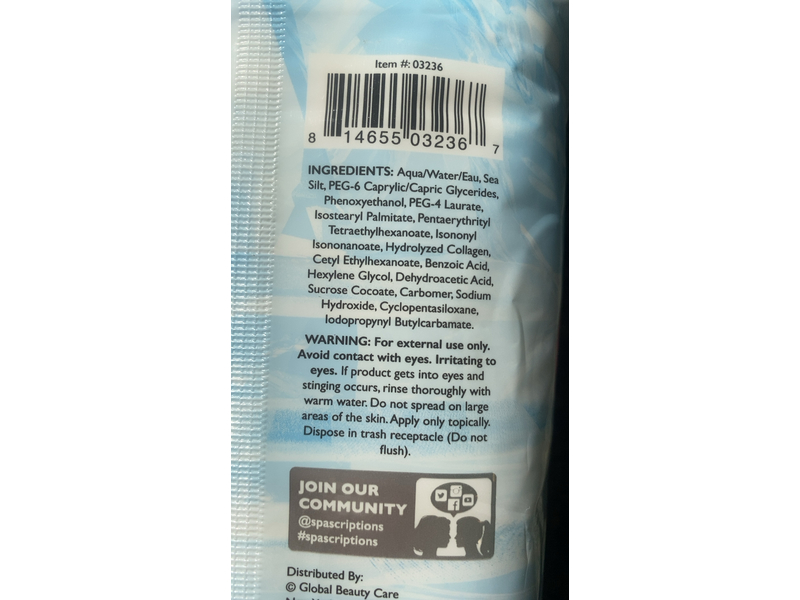 Item #: 03236
8 14655 03236 7
INGREDIENTS: Aqua/Water/Eau, Sea
Silt, PEG-6 Caprylic/Capric Glycerides,
Phenoxyethanol, PEG-4 Laurate,
Isostearyl Palmitate, Pentaerythrityl
Tetraethylhexanoate, Isononyl
Isononanoate, Hydrolyzed Collagen,
Cetyl Ethylhexanoate, Benzoic Acid,
Hexylene Glycol, Dehydroacetic Acid,
Sucrose Cocoate, Carbomer, Sodium
Hydroxide, Cyclopentasiloxane,
Iodopropynyl Butylcarbamate.
WARNING: For external use only.
Avoid contact with eyes. Irritating to
eyes. If product gets into eyes and
stinging occurs, rinse thoroughly with
warm water. Do not spread on large
areas of the skin. Apply only topically.
Dispose in trash receptacle (Do not
flush).
JOIN OUR
COMMUNITY
@spascriptions
#spascriptions
Distributed By:
© Global Beauty Care